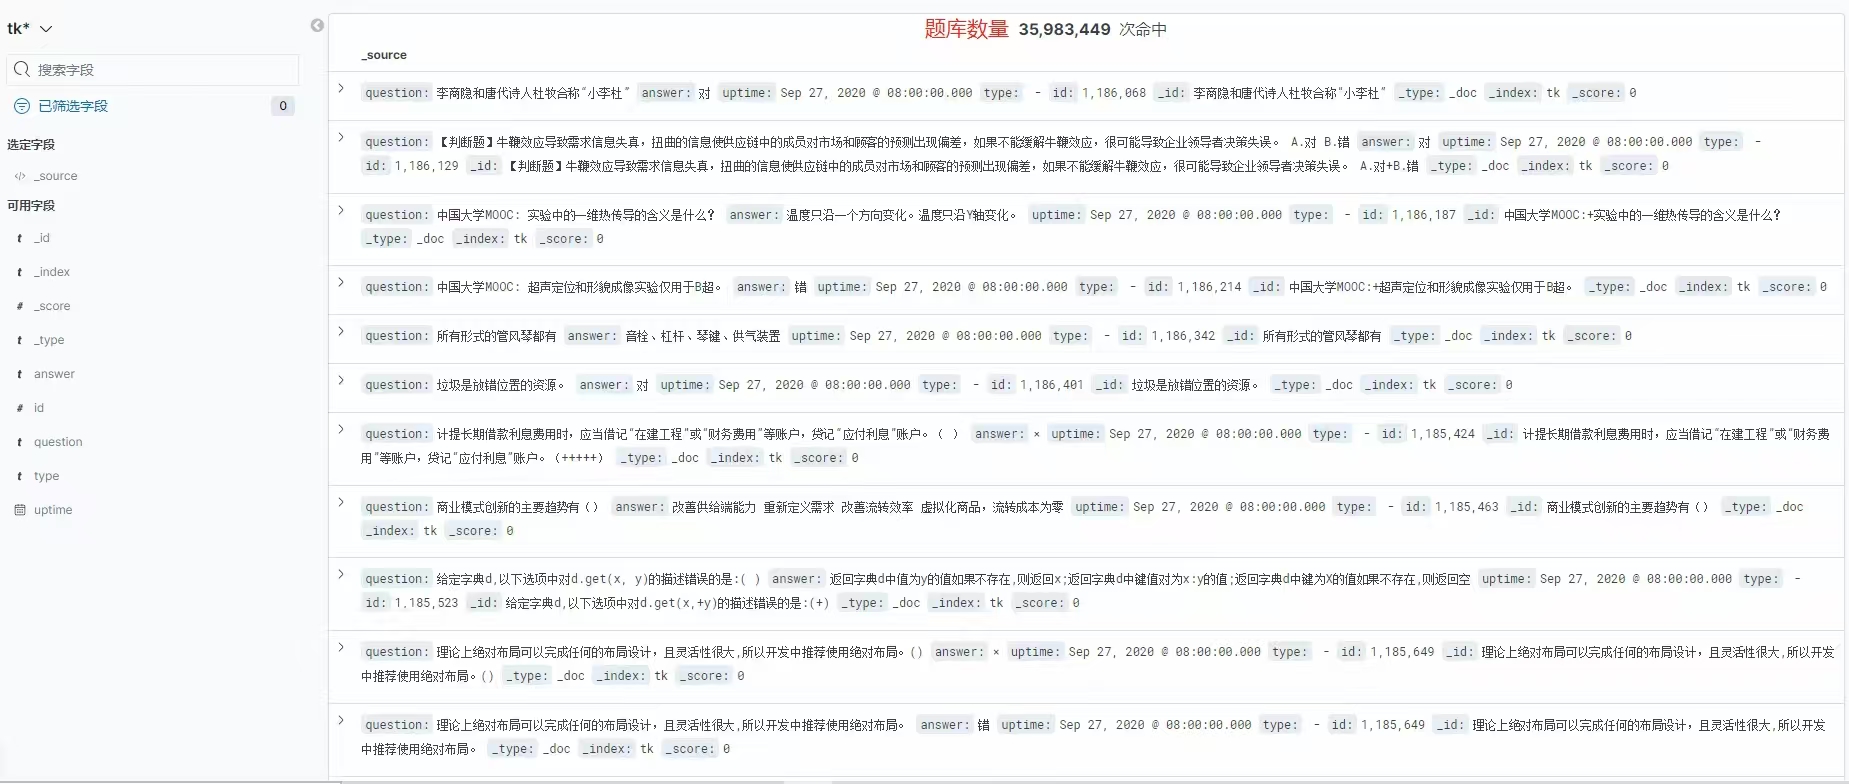 tk*
搜索字段
已筛选字段 0
选定字段
_source
可用字段
t _id
t _index
# _score
t _type
t answer
# id
t question
t type
uptime
题库数量 35,983,449 次命中
_source
question: 李商隐和唐代诗人杜牧合称“小李杜” answer: 对 uptime: Sep 27, 2020 @ 08:00:00.000 type: - id: 1,186,068 _id: 李商隐和唐代诗人杜牧合称“小李杜” _type: _doc _index: tk _score: 0
question: 【判断题】牛鞭效应导致需求信息失真，扭曲的信息使供应链中的成员对市场和顾客的预测出现偏差，如果不能缓解牛鞭效应，很可能导致企业领导者决策失误。 A.对 B.错 answer: 对 uptime: Sep 27, 2020 @ 08:00:00.000 type: -
id: 1,186,129 _id: 【判断题】牛鞭效应导致需求信息失真，扭曲的信息使供应链中的成员对市场和顾客的预测出现偏差，如果不能缓解牛鞭效应，很可能导致企业领导者决策失误。 A.对+B.错 _type: _doc _index: tk _score: 0
question: 中国大学MOOC: 实验中的一维热传导的含义是什么？ answer: 温度只沿一个方向变化。温度只沿Y轴变化。 uptime: Sep 27, 2020 @ 08:00:00.000 type: - id: 1,186,187 _id: 中国大学MOOC:+实验中的一维热传导的含义是什么？
_type: _doc _index: tk _score: 0
question: 中国大学MOOC: 超声定位和形貌成像实验仅用于B超。 answer: 错 uptime: Sep 27, 2020 @ 08:00:00.000 type: - id: 1,186,214 _id: 中国大学MOOC:+超声定位和形貌成像实验仅用于B超。 _type: _doc _index: tk _score: 0
question: 所有形式的管风琴都有 answer: 音栓、杠杆、琴键、供气装置 uptime: Sep 27, 2020 @ 08:00:00.000 type: - id: 1,186,342 _id: 所有形式的管风琴都有 _type: _doc _index: tk _score: 0
question: 垃圾是放错位置的资源。 answer: 对 uptime: Sep 27, 2020 @ 08:00:00.000 type: - id: 1,186,401 _id: 垃圾是放错位置的资源。 _type: _doc _index: tk _score: 0
question: 计提长期借款利息费用时，应当借记“在建工程”或“财务费用”等账户，贷记“应付利息”账户。（ ） answer: × uptime: Sep 27, 2020 @ 08:00:00.000 type: - id: 1,185,424 _id: 计提长期借款利息费用时，应当借记“在建工程”或“财务费
用”等账户，贷记“应付利息”账户。（+++++） _type: _doc _index: tk _score: 0
question: 商业模式创新的主要趋势有（） answer: 改善供给端能力 重新定义需求 改善流转效率 虚拟化商品，流转成本为零 uptime: Sep 27, 2020 @ 08:00:00.000 type: - id: 1,185,463 _id: 商业模式创新的主要趋势有（） _type: _doc
_index: tk _score: 0
question: 给定字典d,以下选项中对d.get(x, y)的描述错误的是:( ) answer: 返回字典d中值为y的值如果不存在,则返回x;返回字典d中键值对为x:y的值;返回字典d中键为X的值如果不存在,则返回空 uptime: Sep 27, 2020 @ 08:00:00.000 type: -
id: 1,185,523 _id: 给定字典d,以下选项中对d.get(x,+y)的描述错误的是:(+) _type: _doc _index: tk _score: 0
question: 理论上绝对布局可以完成任何的布局设计，且灵活性很大,所以开发中推荐使用绝对布局。() answer: × uptime: Sep 27, 2020 @ 08:00:00.000 type: - id: 1,185,649 _id: 理论上绝对布局可以完成任何的布局设计，且灵活性很大,所以开发
中推荐使用绝对布局。() _type: _doc _index: tk _score: 0
question: 理论上绝对布局可以完成任何的布局设计，且灵活性很大,所以开发中推荐使用绝对布局。 answer: 错 uptime: Sep 27, 2020 @ 08:00:00.000 type: - id: 1,185,649 _id: 理论上绝对布局可以完成任何的布局设计，且灵活性很大,所以开发
中推荐使用绝对布局。 _type: _doc _index: tk _score: 0